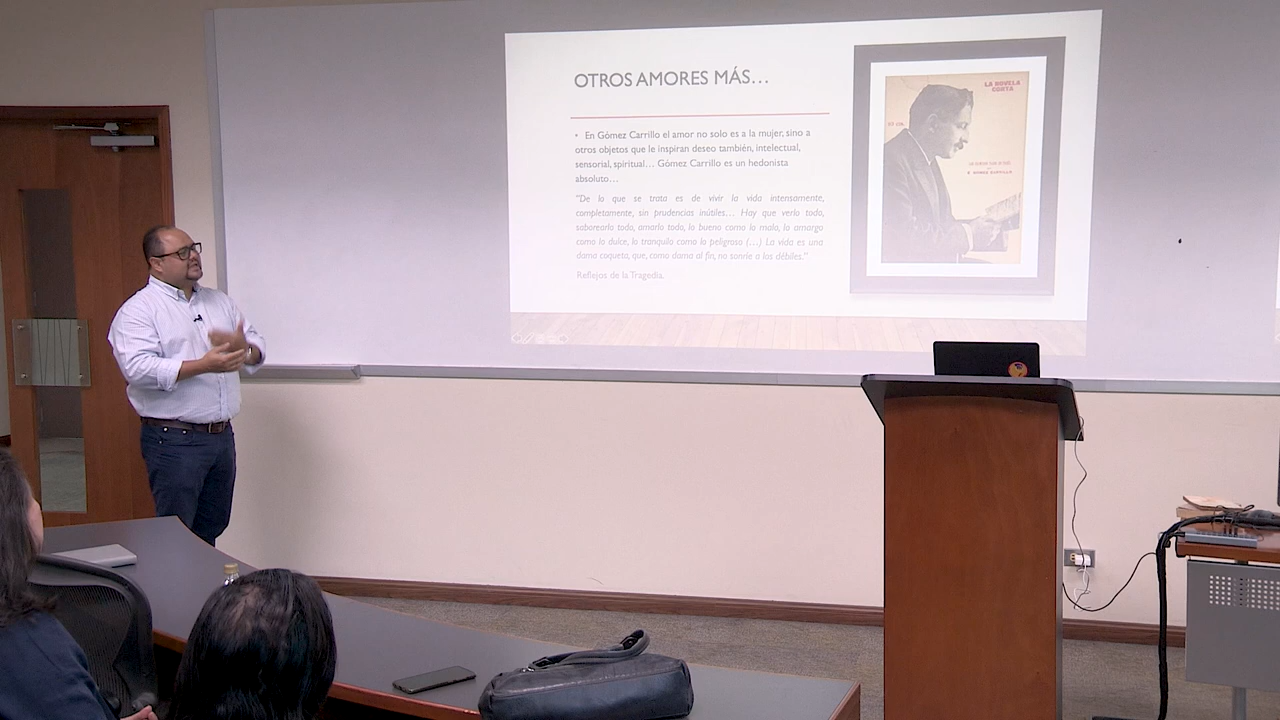 OTROS AMORES MÁS...
• En Gómez Carrillo el amor no solo es a la mujer, sino a
otros objetos que le inspiran deseo también, intelectual,
sensorial, spiritual... Gómez Carrillo es un hedonista
absoluto...
"De lo que se trata es de vivir la vida intensamente,
completamente, sin prudencias inútiles... Hay que verlo todo,
saborearlo todo, amarlo todo, lo bueno como lo malo, lo amargo
como lo dulce, lo tranquilo como lo peligroso (...) La vida es una
dama coqueta, que, como dama al fin, no sonríe a los débiles."
Reflejos de la Tragedia.
LA NOVELA
CORTA
E. GÓMEZ CARRILLO